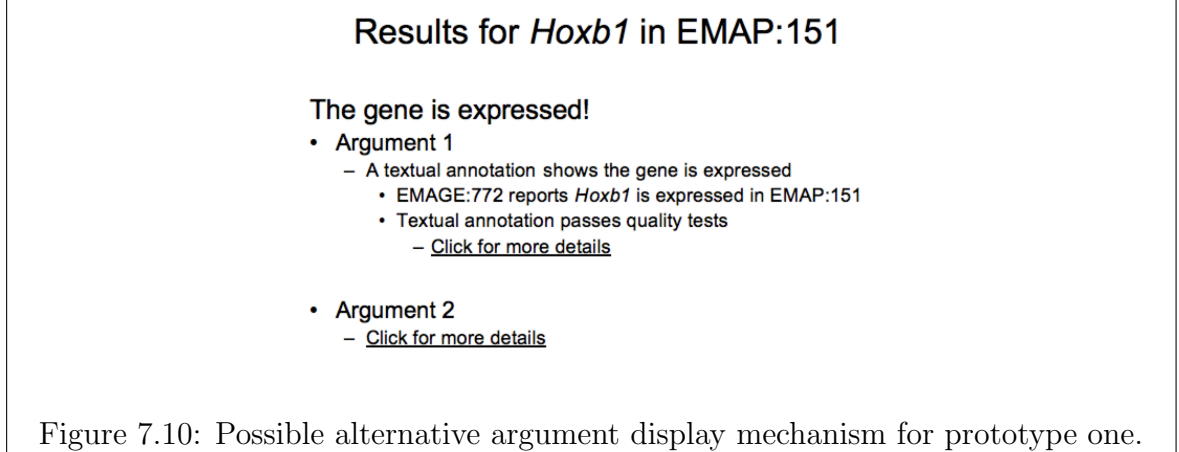 Results for Hoxb1 in EMAP:151
The gene is expressed!
• Argument 1
– A textual annotation shows the gene is expressed
• EMAGE:772 reports Hoxb1 is expressed in EMAP:151
• Textual annotation passes quality tests
– Click for more details
• Argument 2
– Click for more details
Figure 7.10: Possible alternative argument display mechanism for prototype one.